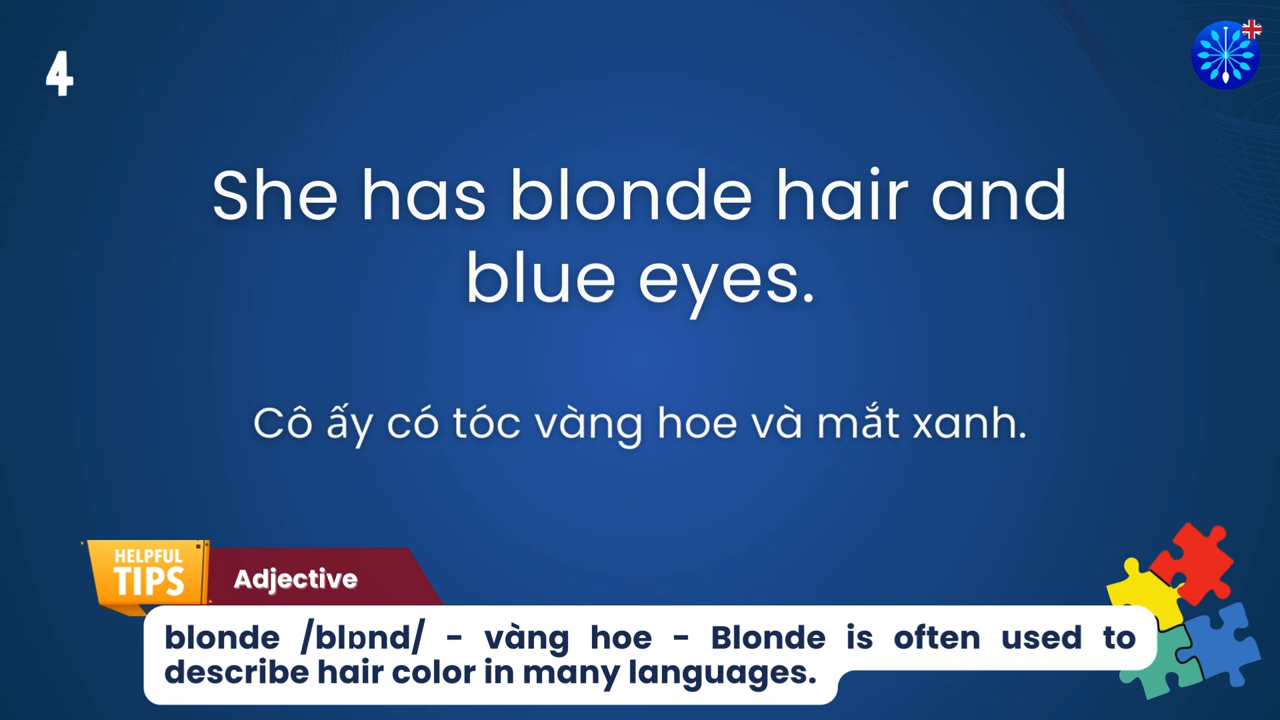 4
She has blonde hair and
blue eyes.
Cô ấy có tóc vàng hoe và mắt xanh.
HELPFUL
TIPS
Adjective
blonde /blɒnd/ - vàng hoe - Blonde is often used to
describe hair color in many languages.